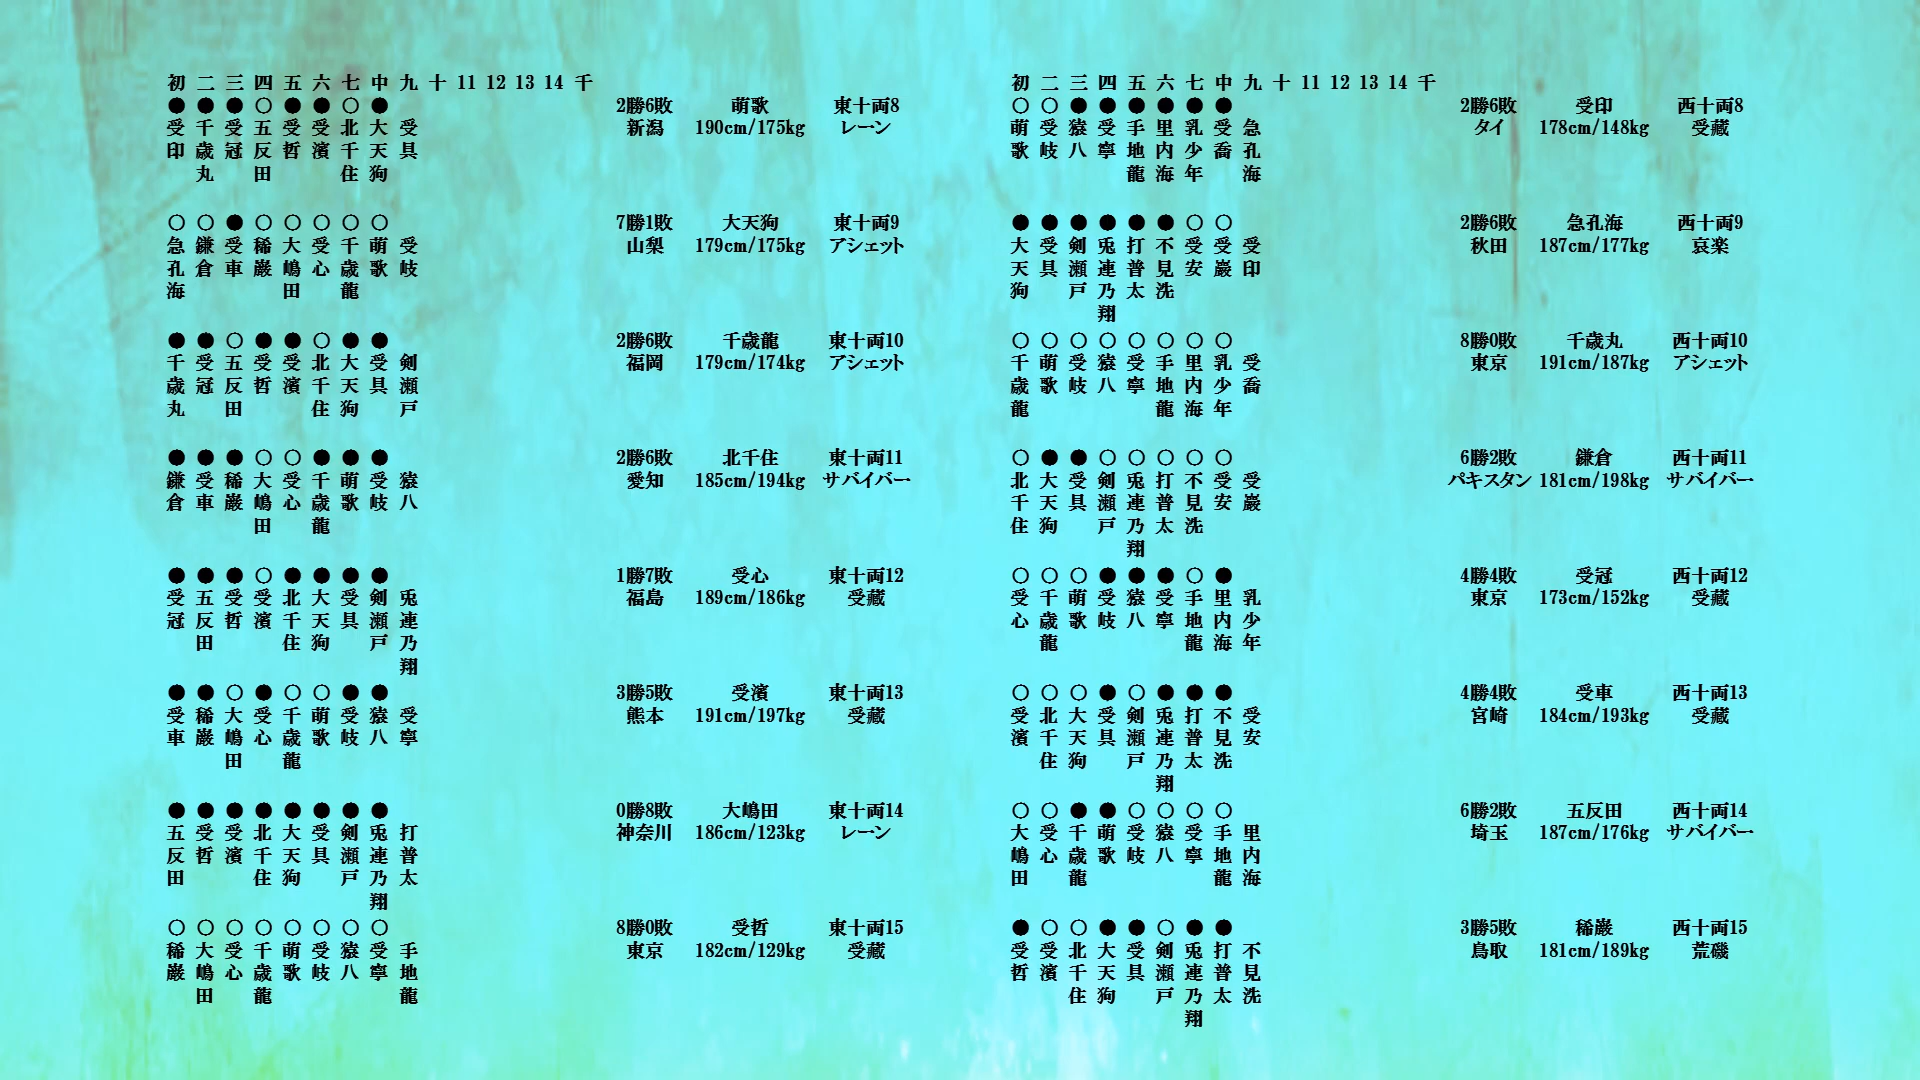 初 二 三 四 五 六 七 中 九 十 11 12 13 14 千
●●●○●●○●
受印 千歳丸 受冠 五反田 受哲 受濱 北千住 大天狗 受具
2勝6敗 萌歌 東十両8
新潟 190cm/175kg レーン
○○●○○○○○
急孔海 鎌倉 受車 稀巌 大嶋田 受心 千歳龍 萌歌 受岐
7勝1敗 大天狗 東十両9
山梨 179cm/175kg アシェット
●●○●●○●●
千歳丸 受冠 五反田 受哲 受濱 北千住 大天狗 受具 剣瀬戸
2勝6敗 千歳龍 東十両10
福岡 179cm/174kg アシェット
●●●○○●●●
鎌倉 受車 稀巌 大嶋田 受心 千歳龍 萌歌 受岐 猿八
2勝6敗 北千住 東十両11
愛知 185cm/194kg サバイバー
●●●○●●●●
受冠 五反田 受哲 受濱 北千住 大天狗 受具 剣瀬戸 兎連乃翔
1勝7敗 受心 東十両12
福島 189cm/186kg 受蔵
●●○●○○●●
受車 稀巌 大嶋田 受心 千歳龍 萌歌 受岐 猿八 受寧
3勝5敗 受濱 東十両13
熊本 191cm/197kg 受蔵
●●●●●●●●
五反田 受哲 受濱 北千住 大天狗 受具 剣瀬戸 兎連乃翔 打普太
0勝8敗 大嶋田 東十両14
神奈川 186cm/123kg レーン
○○○○○○○○
稀巌 大嶋田 受心 千歳龍 萌歌 受岐 猿八 受寧 手地龍
8勝0敗 受哲 東十両15
東京 182cm/129kg 受蔵
初 二 三 四 五 六 七 中 九 十 11 12 13 14 千
○○●●●●●●
萌歌 受岐 猿八 受寧 手地龍 里内海 乳少年 受喬 急孔海
2勝6敗 受印 西十両8
タイ 178cm/148kg 受蔵
●●●●●●○○
大天狗 受具 剣瀬戸 兎連乃翔 打普太 不見洗 受安 受巌 受印
2勝6敗 急孔海 西十両9
秋田 187cm/177kg 哀楽
○○○○○○○○
千歳龍 萌歌 受岐 猿八 受寧 手地龍 里内海 乳少年 受喬
8勝0敗 千歳丸 西十両10
東京 191cm/187kg アシェット
○●●○○○○○
北千住 大天狗 受具 剣瀬戸 兎連乃翔 打普太 不見洗 受安 受巌
6勝2敗 鎌倉 西十両11
パキスタン 181cm/198kg サバイバー
○○○●●●○●
受心 千歳龍 萌歌 受岐 猿八 受寧 手地龍 里内海 乳少年
4勝4敗 受冠 西十両12
東京 173cm/152kg 受蔵
○○○●○●●●
受濱 北千住 大天狗 受具 剣瀬戸 兎連乃翔 打普太 不見洗 受安
4勝4敗 受車 西十両13
宮崎 184cm/193kg 受蔵
○○●●○○○○
大嶋田 受心 千歳龍 萌歌 受岐 猿八 受寧 手地龍 里内海
6勝2敗 五反田 西十両14
埼玉 187cm/176kg サバイバー
●○○●●○●●
受哲 受濱 北千住 大天狗 受具 剣瀬戸 兎連乃翔 打普太 不見洗
3勝5敗 稀巌 西十両15
鳥取 181cm/189kg 荒磯